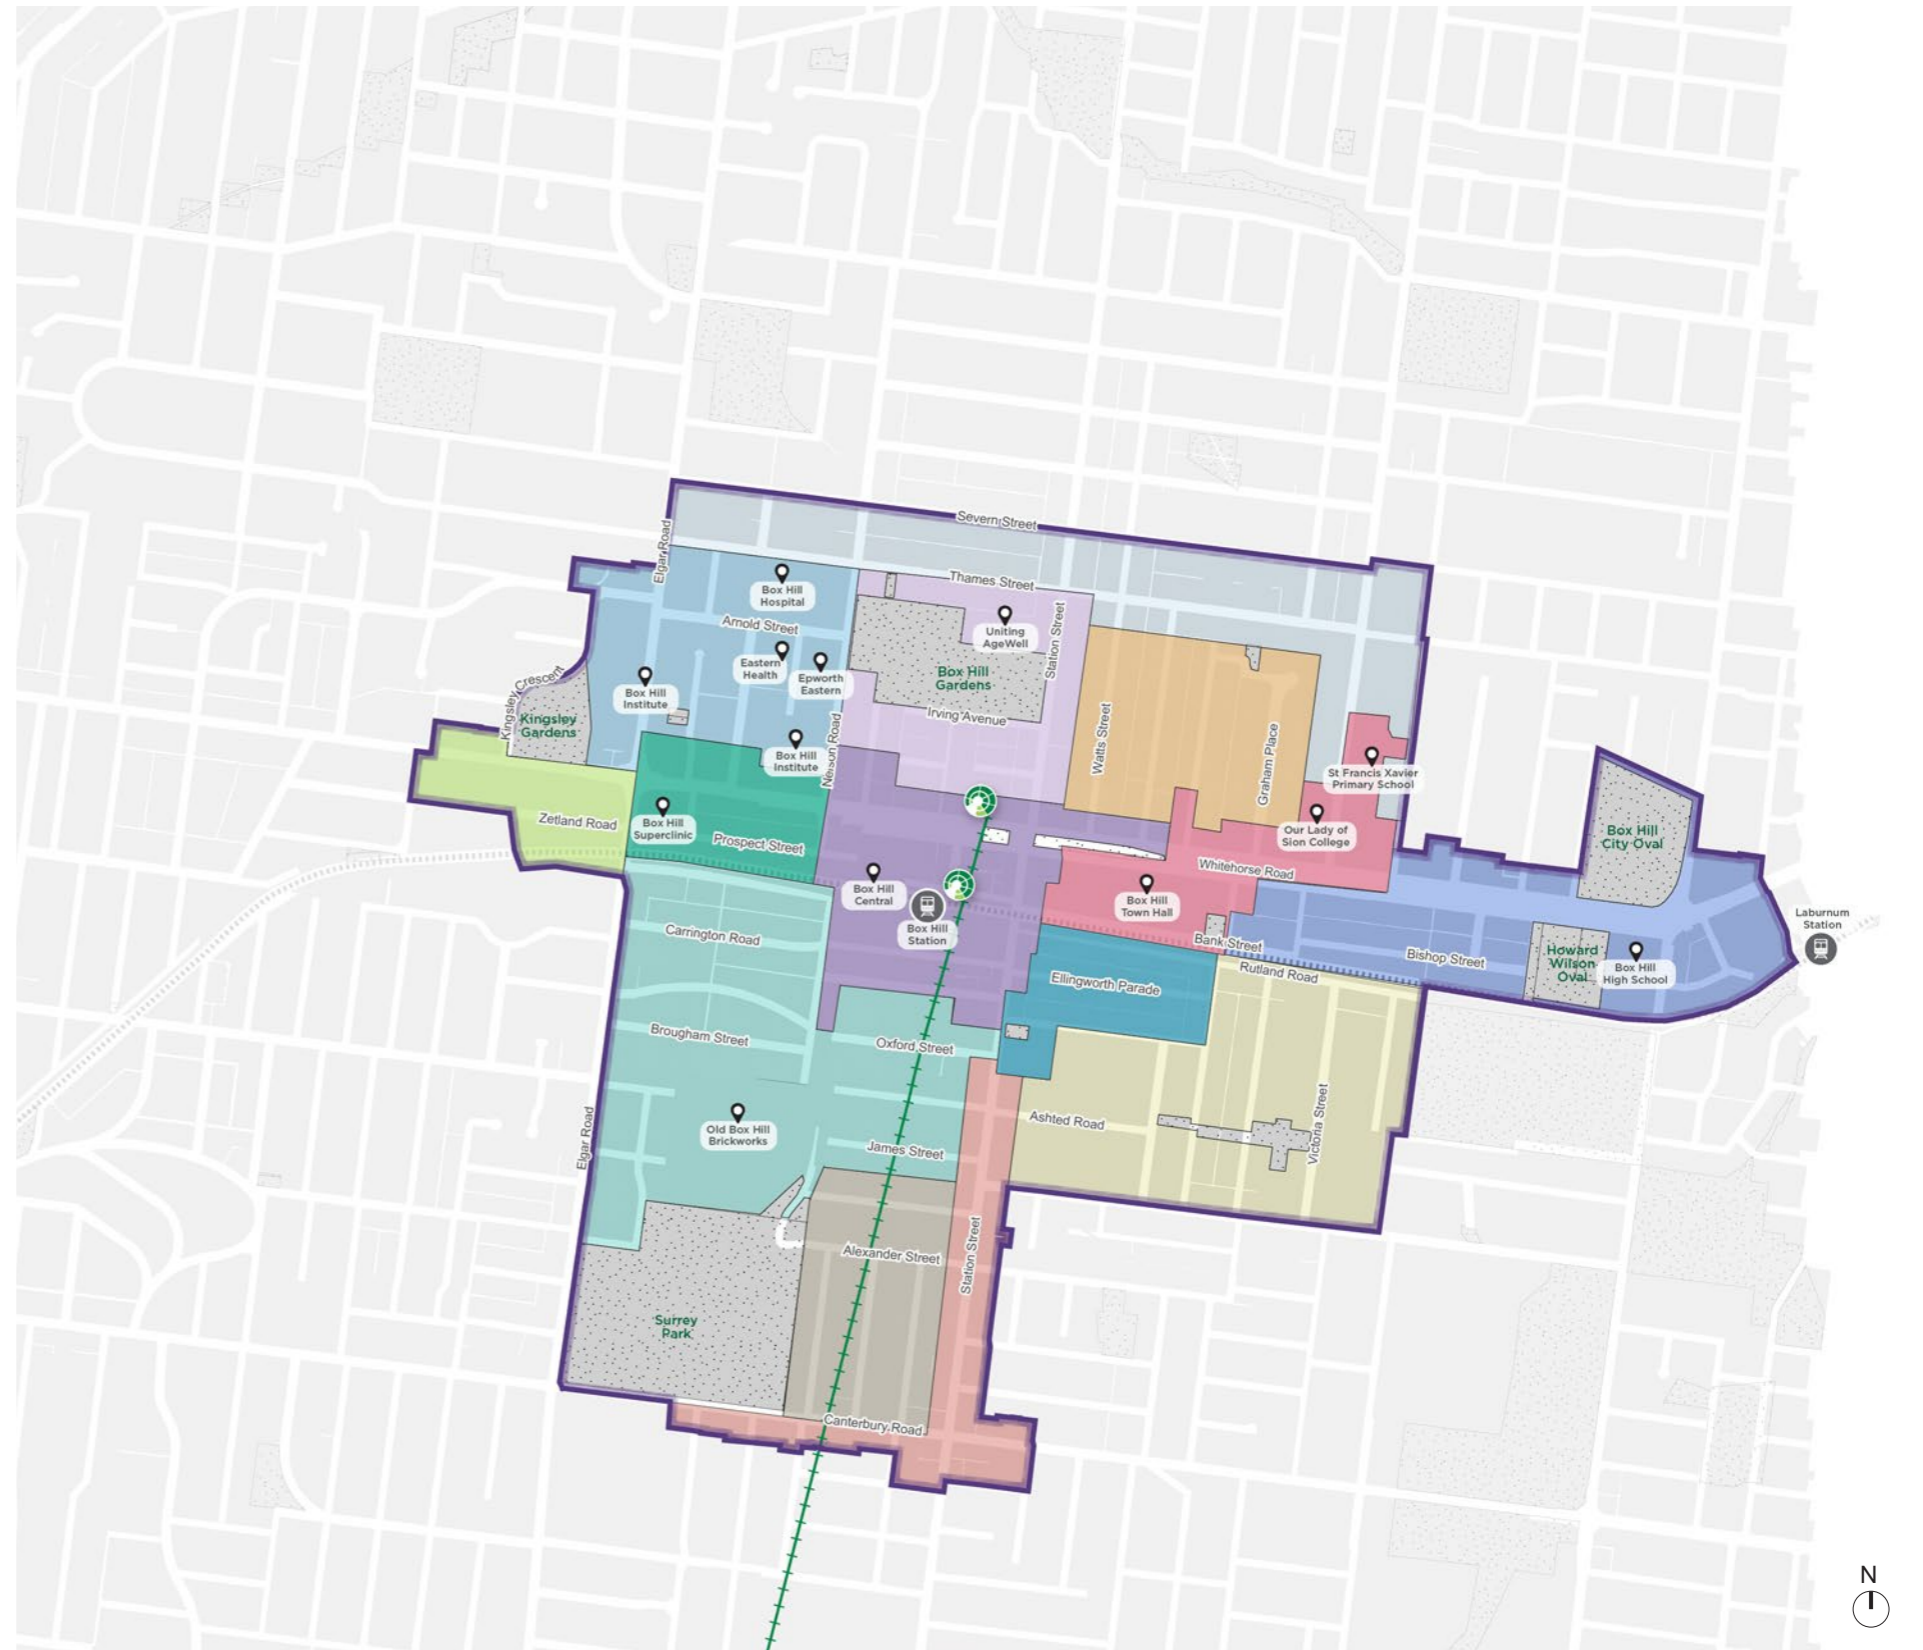 Severn Street
Elgar Road
Thames Street
Box Hill
Hospital
Arnold Street
Uniting
AgeWell
Station Street
Eastern
Health
Epworth
Eastern
Box Hill
Gardens
Box Hill
Institute
Kingsley Crescent
Kingsley
Gardens
Irving Avenue
Watts Street
Graham Place
Nelson Road
Box Hill
Institute
St Francis Xavier
Primary School
Zetland Road
Box Hill
Superclinic
Prospect Street
Our Lady of
Sion College
Box Hill
City Oval
Whitehorse Road
Box Hill
Central
Box Hill
Town Hall
Box Hill
Station
Laburnum
Station
Carrington Road
Bank Street
Bishop Street
Howard
Wilson
Oval
Box Hill
High School
Rutland Road
Ellingworth Parade
Brougham Street
Oxford Street
Elgar Road
Old Box Hill
Brickworks
Ashted Road
Victoria Street
James Street
Alexander Street
Station Street
Surrey
Park
Canterbury Road
N